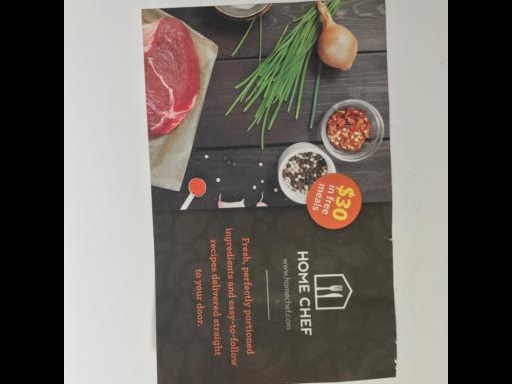 $30
in free
meals
HOME CHEF
www.homechef.com
Fresh, perfectly portioned
ingredients and easy-to-follow
recipes delivered straight
to your door.